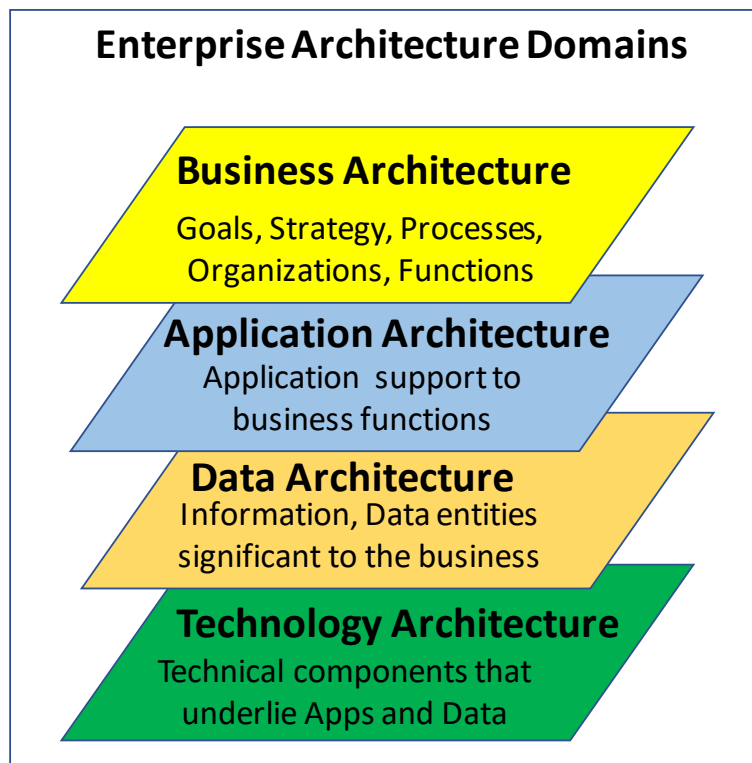 Enterprise Architecture Domains
Business Architecture
Goals, Strategy, Processes,
Organizations, Functions
Application Architecture
Application support to
business functions
Data Architecture
Information, Data entities
significant to the business
Technology Architecture
Technical components that
underlie Apps and Data